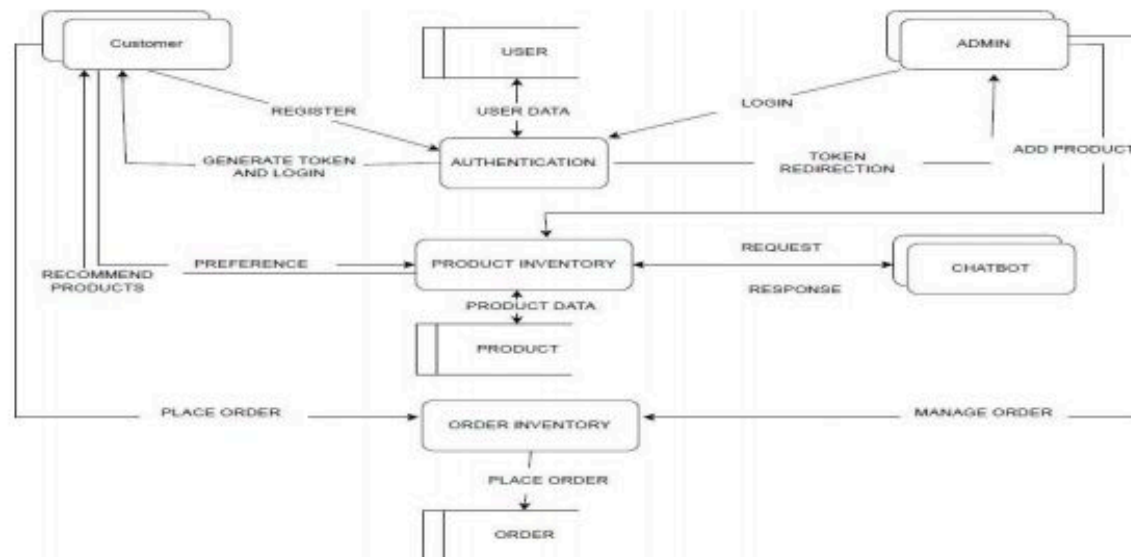 Customer
ADMIN
USER
REGISTER
USER DATA
LOGIN
AUTHENTICATION
GENERATE TOKEN
AND LOGIN
TOKEN
REDIRECTION
ADD PRODUCT
RECOMMEND
PRODUCTS
PREFERENCE
PRODUCT INVENTORY
REQUEST
RESPONSE
CHATBOT
PRODUCT DATA
PRODUCT
PLACE ORDER
ORDER INVENTORY
MANAGE ORDER
PLACE ORDER
ORDER